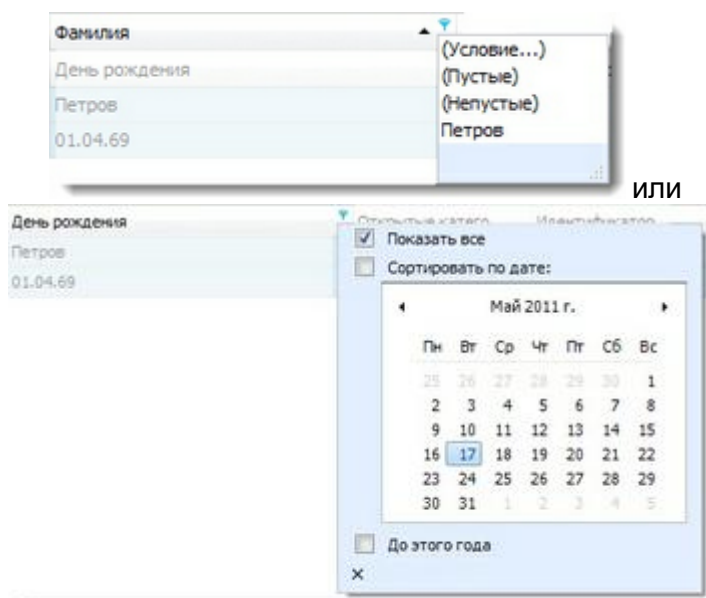 Фамилия
(Условие...)
День рождения
(Пустые)
Петров
(Непустые)
01.04.69
Петров
или
День рождения
Открытые катего Идентификатор
Петров
01.04.69
Показать все
Сортировать по дате:
Май 2011 г.
Пн Вт Ср Чт Пт Сб Вс
25 26 27 28 29 30 1
2 3 4 5 6 7 8
9 10 11 12 13 14 15
16 17 18 19 20 21 22
23 24 25 26 27 28 29
30 31 1 2 3 4 5
До этого года